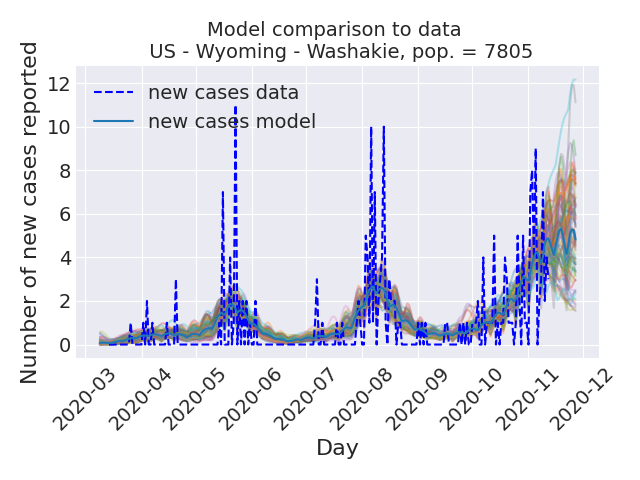 Model comparison to data
US - Wyoming - Washakie, pop. = 7805
Number of new cases reported
12
10
8
6
4
2
0
new cases data
new cases model
2020-03
2020-04
2020-05
2020-06
2020-07
2020-08
2020-09
2020-10
2020-11
2020-12
Day